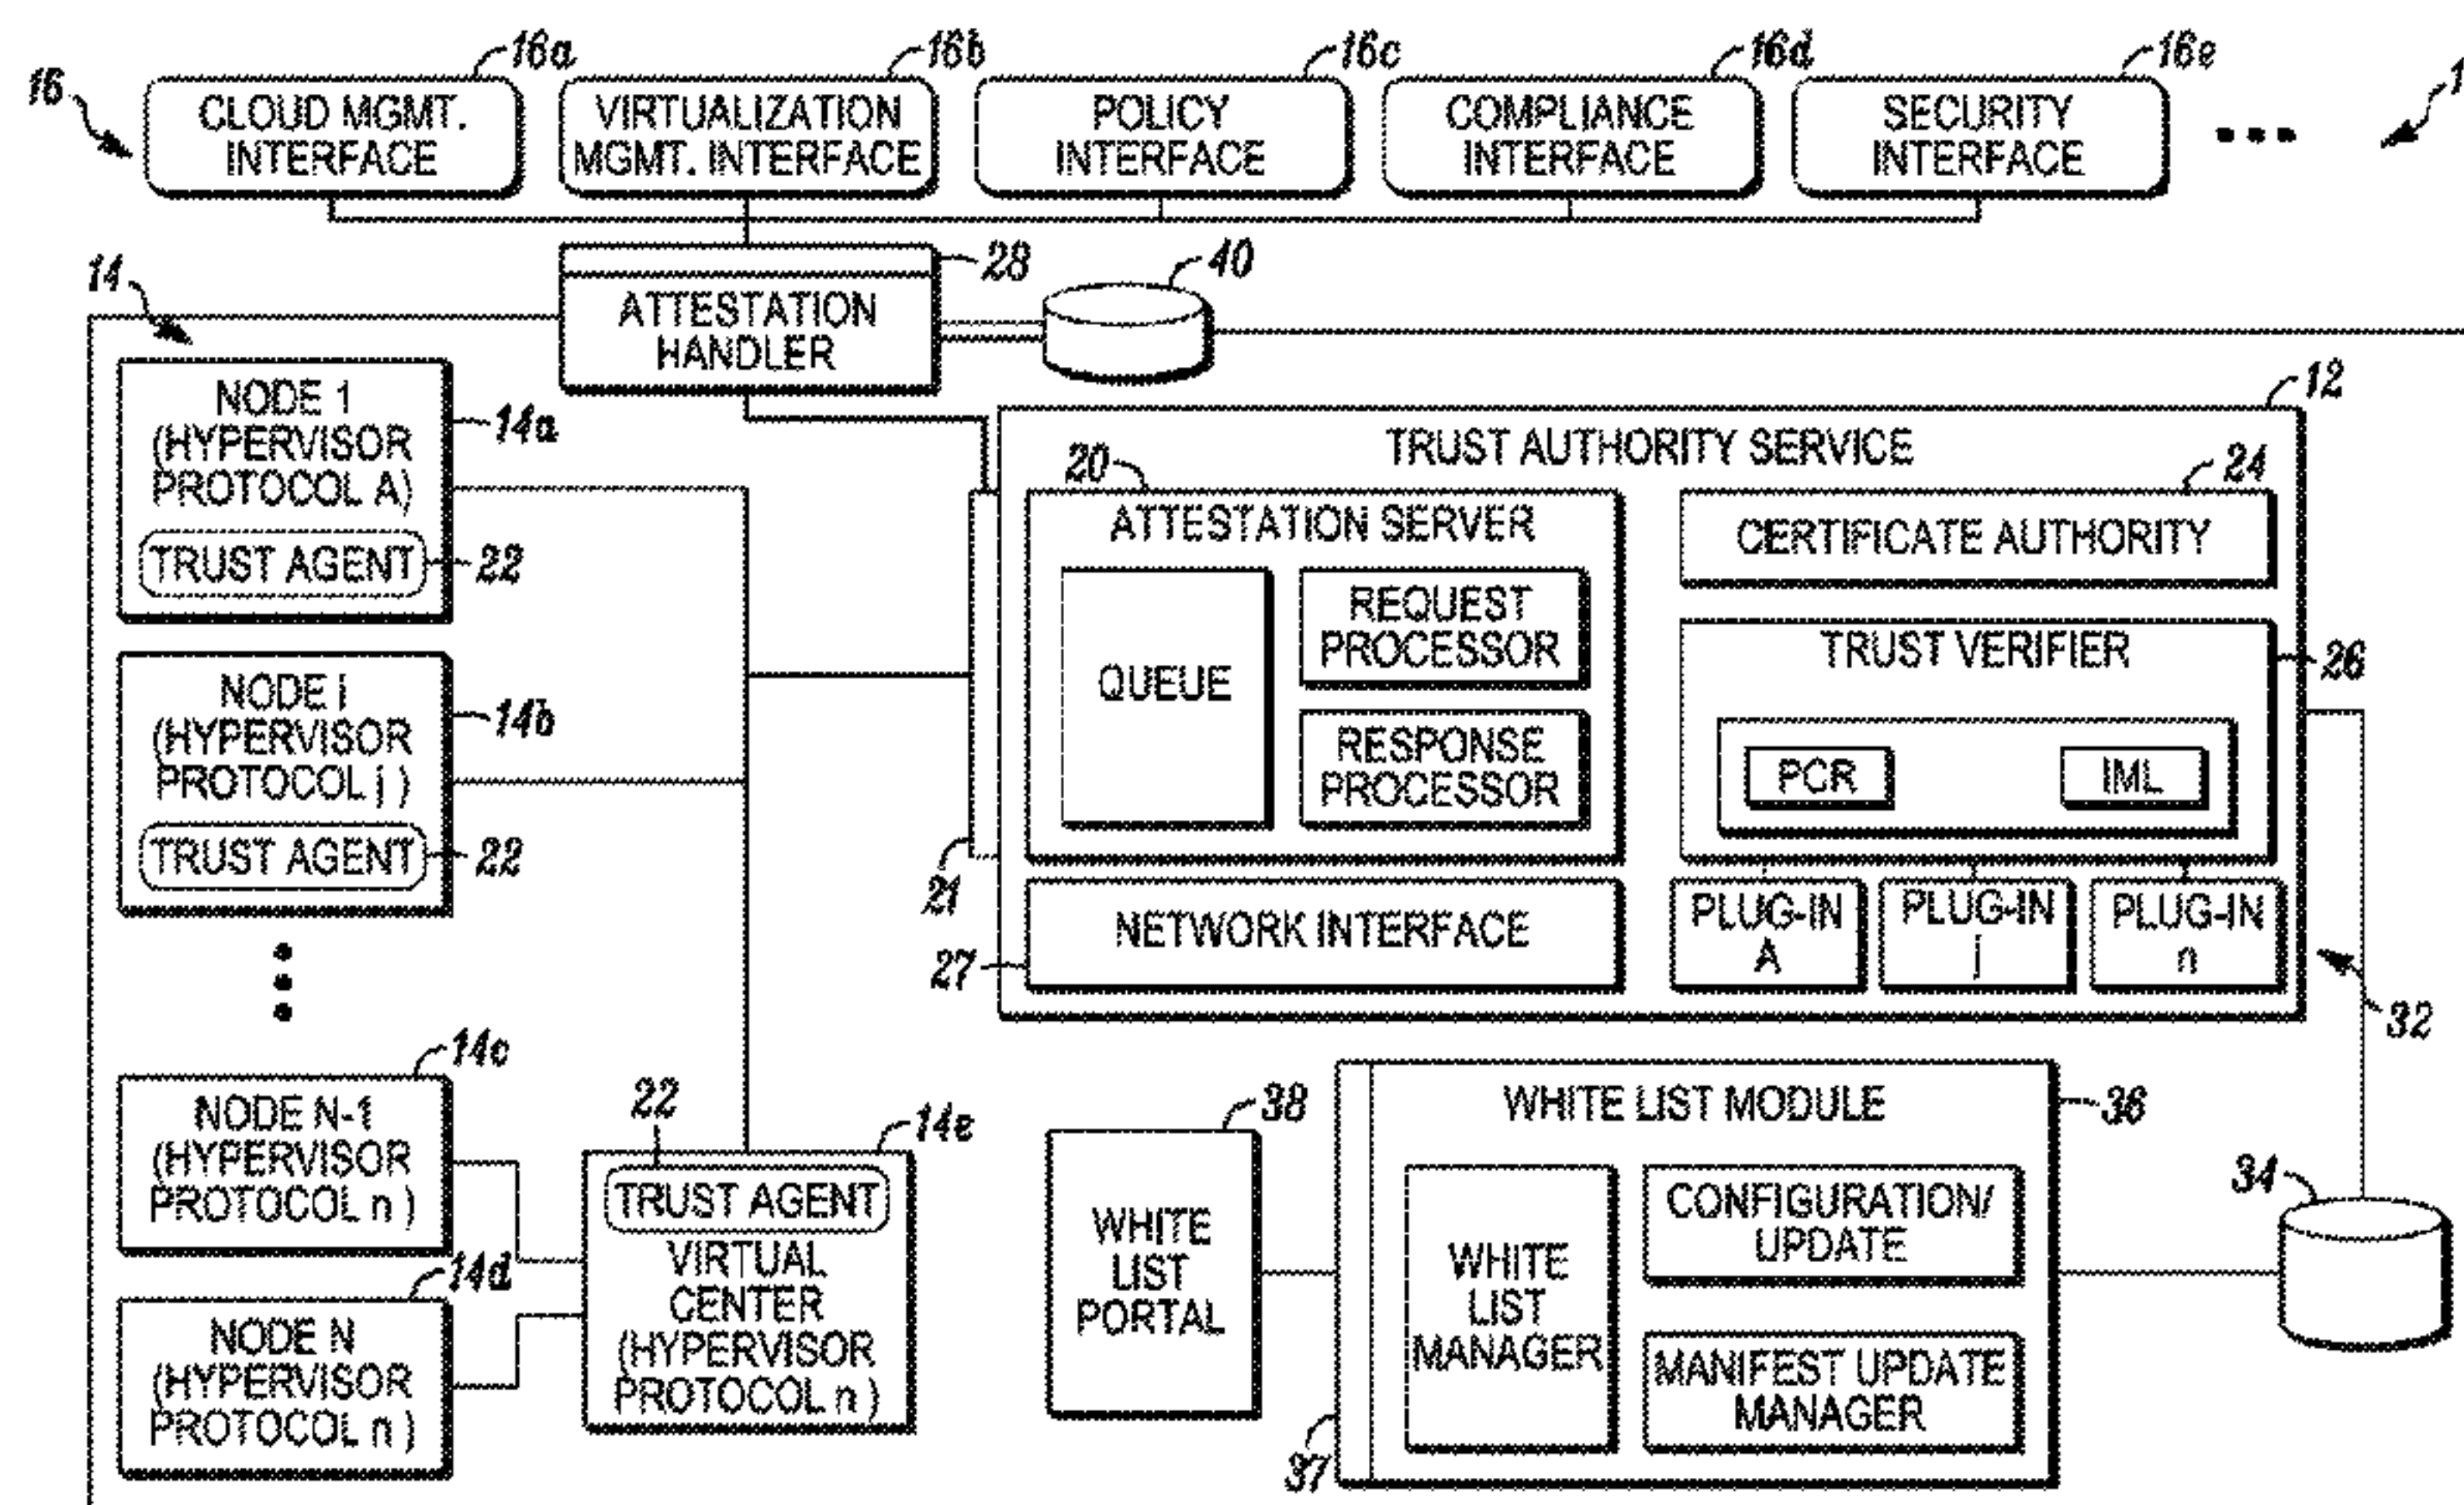 16
16a
CLOUD MGMT.
INTERFACE
16b
VIRTUALIZATION
MGMT. INTERFACE
16c
POLICY
INTERFACE
16d
COMPLIANCE
INTERFACE
16e
SECURITY
INTERFACE
14
28
ATTESTATION
HANDLER
40
NODE 1
(HYPERVISOR
PROTOCOL A)
14a
TRUST AGENT
22
NODE j
(HYPERVISOR
PROTOCOL j )
14b
TRUST AGENT
22
14c
NODE N-1
(HYPERVISOR
PROTOCOL n )
14d
NODE N
(HYPERVISOR
PROTOCOL n )
22
14e
TRUST AGENT
VIRTUAL
CENTER
(HYPERVISOR
PROTOCOL n )
12
TRUST AUTHORITY SERVICE
20
ATTESTATION SERVER
QUEUE
REQUEST
PROCESSOR
RESPONSE
PROCESSOR
21
27
NETWORK INTERFACE
24
CERTIFICATE AUTHORITY
TRUST VERIFIER
26
PCR
IML
PLUG-IN
A
PLUG-IN
j
PLUG-IN
n
32
38
WHITE
LIST
PORTAL
WHITE LIST MODULE
36
WHITE
LIST
MANAGER
CONFIGURATION/
UPDATE
MANIFEST UPDATE
MANAGER
37
34